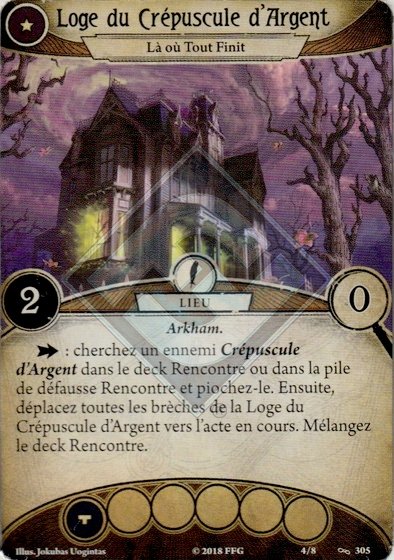 Loge du Crépuscule d'Argent
Là où Tout Finit
2
LIEU
0
Arkham.
: cherchez un ennemi Crépuscule
d'Argent dans le deck Rencontre ou dans la pile
de défausse Rencontre et piochez-le. Ensuite,
déplacez toutes les brèches de la Loge du
Crépuscule d'Argent vers l'acte en cours. Mélangez
le deck Rencontre.
Illus. Jokubas Uogintas
© 2018 FFG
4/8
305